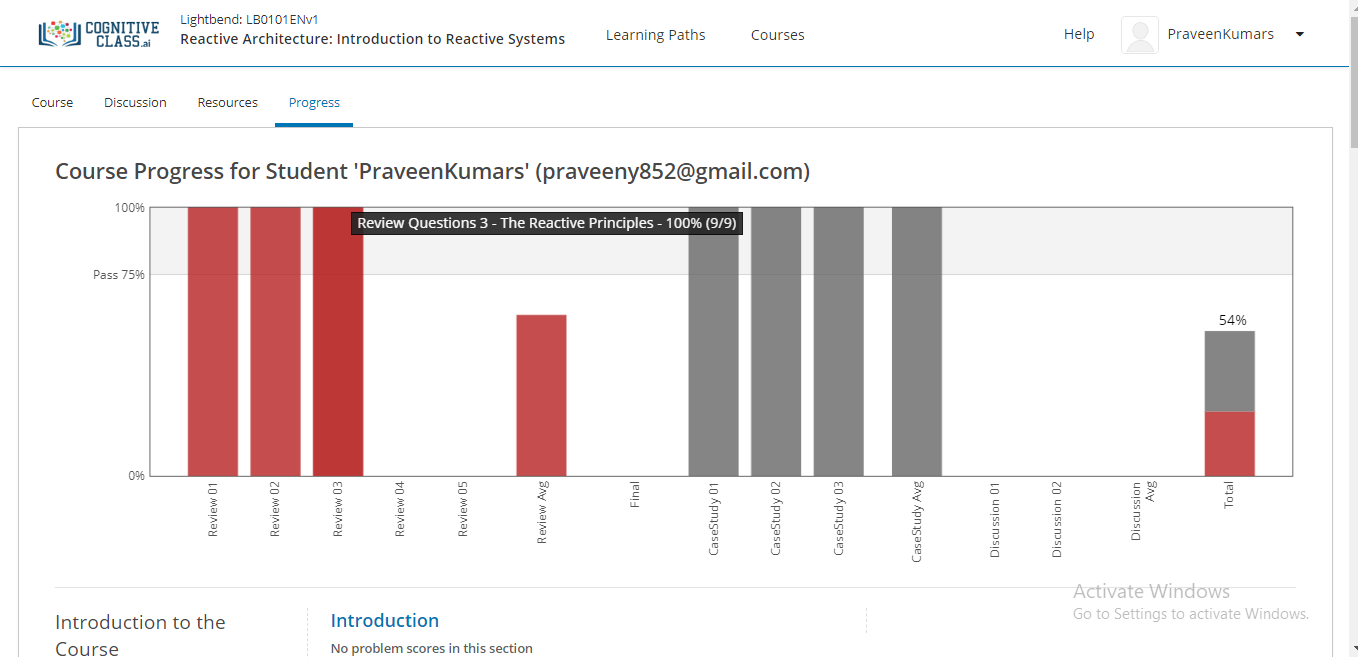 COGNITIVE
CLASS.ai
Lightbend: LB0101ENv1
Reactive Architecture: Introduction to Reactive Systems
Learning Paths
Courses
Help
PraveenKumars
Course
Discussion
Resources
Progress
Course Progress for Student 'PraveenKumars' (praveeny852@gmail.com)
100%
Review Questions 3 - The Reactive Principles - 100% (9/9)
Pass 75%
54%
0%
Review 01
Review 02
Review 03
Review 04
Review 05
Review Avg
Final
CaseStudy 01
CaseStudy 02
CaseStudy 03
CaseStudy Avg
Discussion 01
Discussion 02
Discussion
Avg
Total
Activate Windows
Go to Settings to activate Windows.
Introduction to the
Course
Introduction
No problem scores in this section